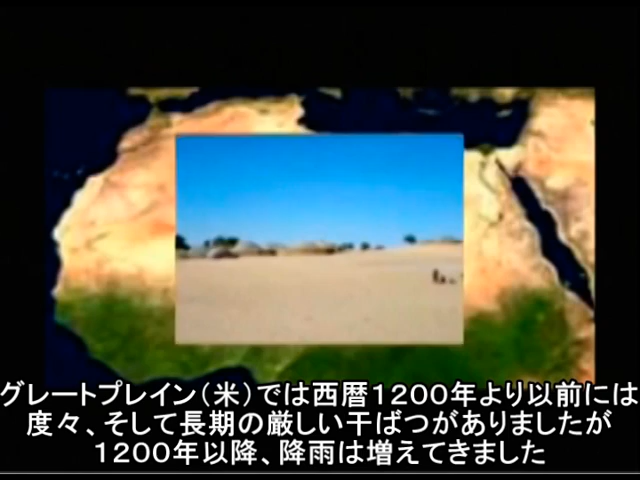 グレートプレイン（米）では西暦１２００年より以前には
度々、そして長期の厳しい干ばつがありましたが
１２００年以降、降雨は増えてきました